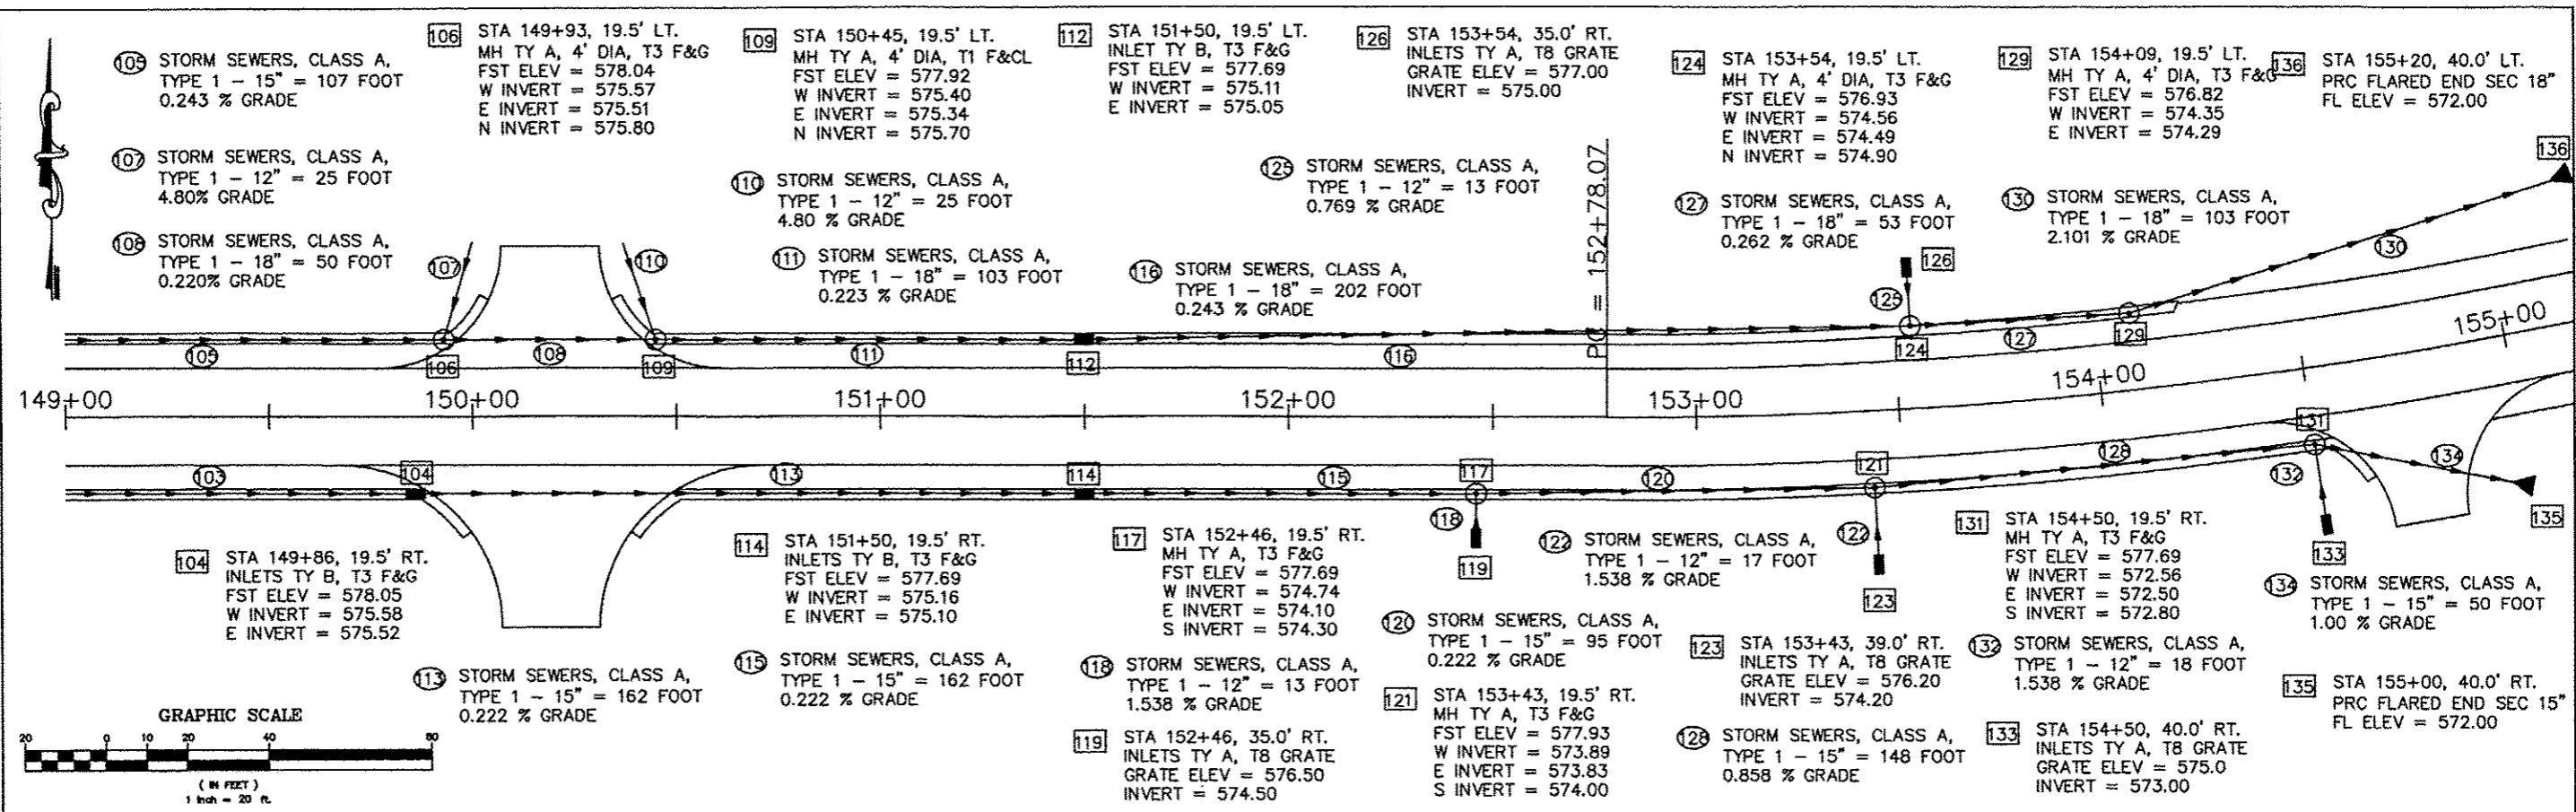 105 STORM SEWERS, CLASS A,
TYPE 1 - 15" = 107 FOOT
0.243 % GRADE
107 STORM SEWERS, CLASS A,
TYPE 1 - 12" = 25 FOOT
4.80% GRADE
108 STORM SEWERS, CLASS A,
TYPE 1 - 18" = 50 FOOT
0.220% GRADE
106 STA 149+93, 19.5' LT.
MH TY A, 4' DIA, T3 F&G
FST ELEV = 578.04
W INVERT = 575.57
E INVERT = 575.51
N INVERT = 575.80
109 STA 150+45, 19.5' LT.
MH TY A, 4' DIA, T1 F&CL
FST ELEV = 577.92
W INVERT = 575.40
E INVERT = 575.34
N INVERT = 575.70
110 STORM SEWERS, CLASS A,
TYPE 1 - 12" = 25 FOOT
4.80 % GRADE
111 STORM SEWERS, CLASS A,
TYPE 1 - 18" = 103 FOOT
0.223 % GRADE
112 STA 151+50, 19.5' LT.
INLET TY B, T3 F&G
FST ELEV = 577.69
W INVERT = 575.11
E INVERT = 575.05
126 STA 153+54, 35.0' RT.
INLETS TY A, T8 GRATE
GRATE ELEV = 577.00
INVERT = 575.00
125 STORM SEWERS, CLASS A,
TYPE 1 - 12" = 13 FOOT
0.769 % GRADE
116 STORM SEWERS, CLASS A,
TYPE 1 - 18" = 202 FOOT
0.243 % GRADE
PC = 152+78.07
124 STA 153+54, 19.5' LT.
MH TY A, 4' DIA, T3 F&G
FST ELEV = 576.93
W INVERT = 574.56
E INVERT = 574.49
N INVERT = 574.90
127 STORM SEWERS, CLASS A,
TYPE 1 - 18" = 53 FOOT
0.262 % GRADE
129 STA 154+09, 19.5' LT.
MH TY A, 4' DIA, T3 F&G
FST ELEV = 576.82
W INVERT = 574.35
E INVERT = 574.29
130 STORM SEWERS, CLASS A,
TYPE 1 - 18" = 103 FOOT
2.101 % GRADE
136 STA 155+20, 40.0' LT.
PRC FLARED END SEC 18"
FL ELEV = 572.00
136
107
110
126
130
125
105
106
108
109
111
112
116
124
127
129
149+00
150+00
151+00
152+00
153+00
154+00
155+00
103
104
113
114
115
117
120
121
128
131
132
134
118
119
122
123
133
135
104 STA 149+86, 19.5' RT.
INLETS TY B, T3 F&G
FST ELEV = 578.05
W INVERT = 575.58
E INVERT = 575.52
113 STORM SEWERS, CLASS A,
TYPE 1 - 15" = 162 FOOT
0.222 % GRADE
114 STA 151+50, 19.5' RT.
INLETS TY B, T3 F&G
FST ELEV = 577.69
W INVERT = 575.16
E INVERT = 575.10
115 STORM SEWERS, CLASS A,
TYPE 1 - 15" = 162 FOOT
0.222 % GRADE
117 STA 152+46, 19.5' RT.
MH TY A, T3 F&G
FST ELEV = 577.69
W INVERT = 574.74
E INVERT = 574.10
S INVERT = 574.30
118 STORM SEWERS, CLASS A,
TYPE 1 - 12" = 13 FOOT
1.538 % GRADE
119 STA 152+46, 35.0' RT.
INLETS TY A, T8 GRATE
GRATE ELEV = 576.50
INVERT = 574.50
122 STORM SEWERS, CLASS A,
TYPE 1 - 12" = 17 FOOT
1.538 % GRADE
120 STORM SEWERS, CLASS A,
TYPE 1 - 15" = 95 FOOT
0.222 % GRADE
121 STA 153+43, 19.5' RT.
MH TY A, T3 F&G
FST ELEV = 577.93
W INVERT = 573.89
E INVERT = 573.83
S INVERT = 574.00
123 STA 153+43, 39.0' RT.
INLETS TY A, T8 GRATE
GRATE ELEV = 576.20
INVERT = 574.20
128 STORM SEWERS, CLASS A,
TYPE 1 - 15" = 148 FOOT
0.858 % GRADE
131 STA 154+50, 19.5' RT.
MH TY A, T3 F&G
FST ELEV = 577.69
W INVERT = 572.56
E INVERT = 572.50
S INVERT = 572.80
132 STORM SEWERS, CLASS A,
TYPE 1 - 12" = 18 FOOT
1.538 % GRADE
133 STA 154+50, 40.0' RT.
INLETS TY A, T8 GRATE
GRATE ELEV = 575.0
INVERT = 573.00
134 STORM SEWERS, CLASS A,
TYPE 1 - 15" = 50 FOOT
1.00 % GRADE
135 STA 155+00, 40.0' RT.
PRC FLARED END SEC 15"
FL ELEV = 572.00
GRAPHIC SCALE
20 0 10 20 40 80
( IN FEET )
1 inch = 20 ft.